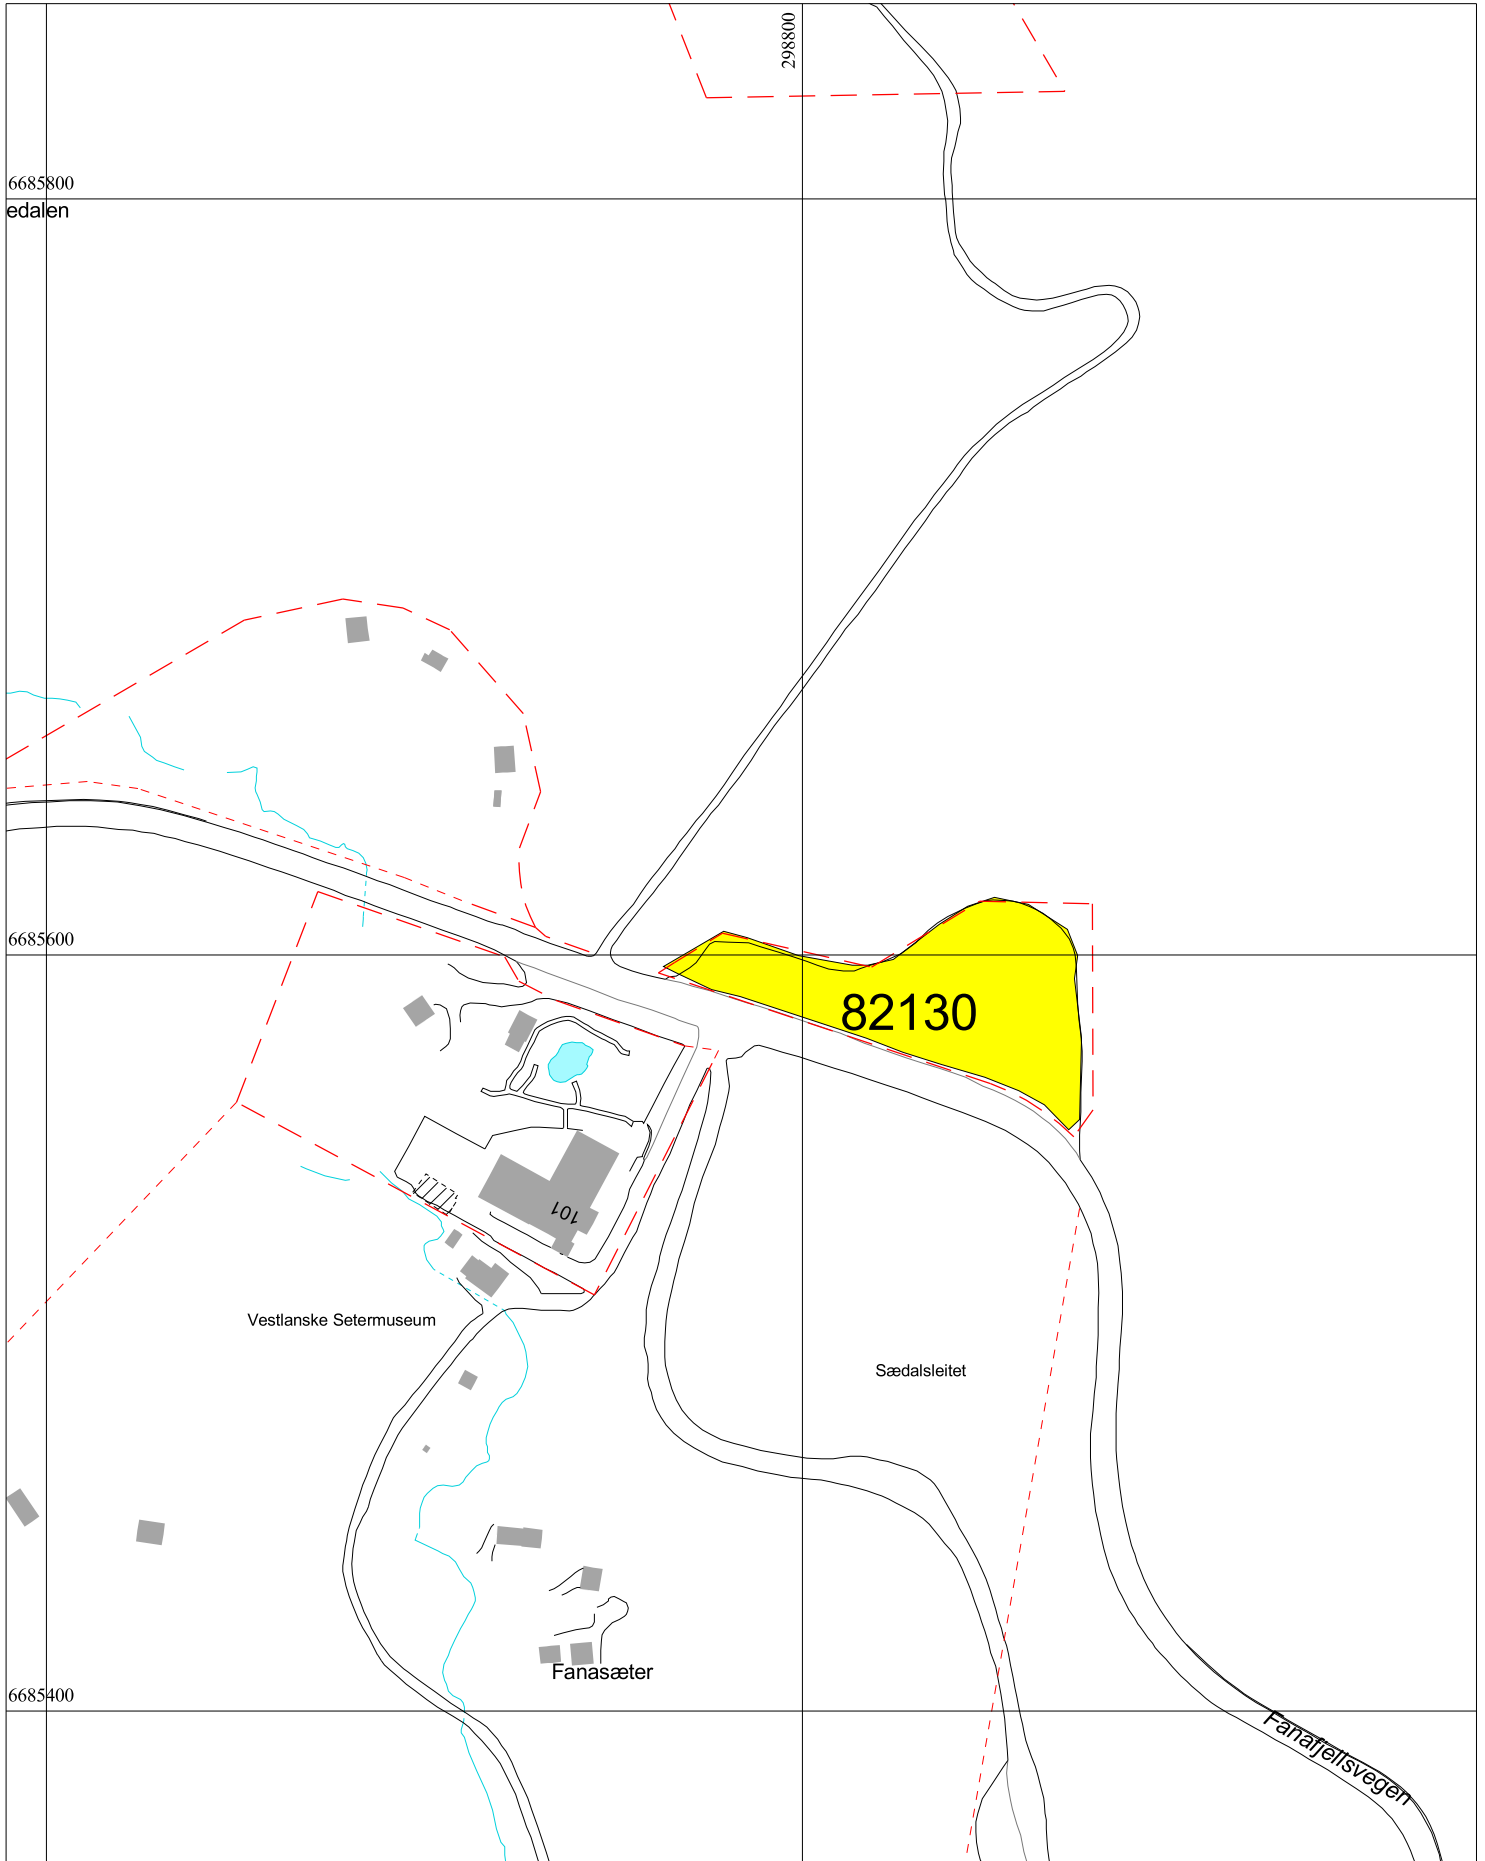 298800
6685800
edalen
6685600
82130
101
Vestlanske Setermuseum
Sædalsleitet
Fanasæter
6685400
Fanafjellsvegen